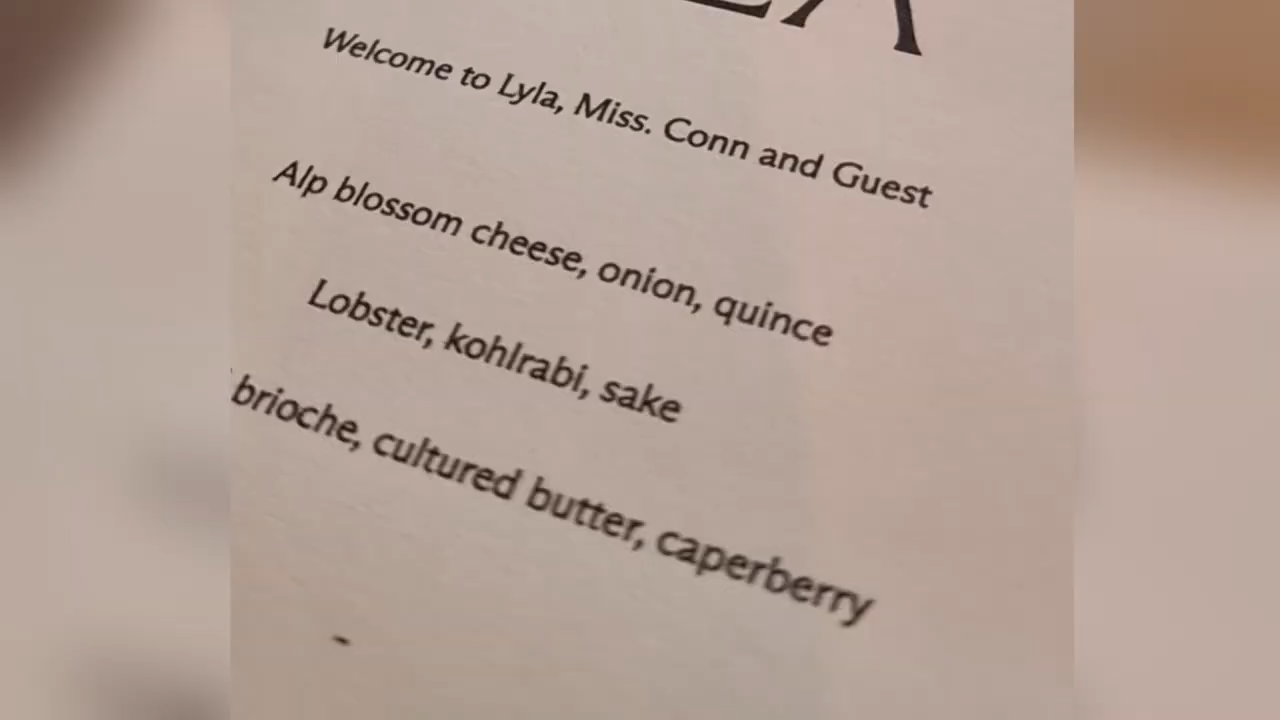 LA
Welcome to Lyla, Miss. Conn and Guest
Alp blossom cheese, onion, quince
Lobster, kohlrabi, sake
brioche, cultured butter, caperberry
-